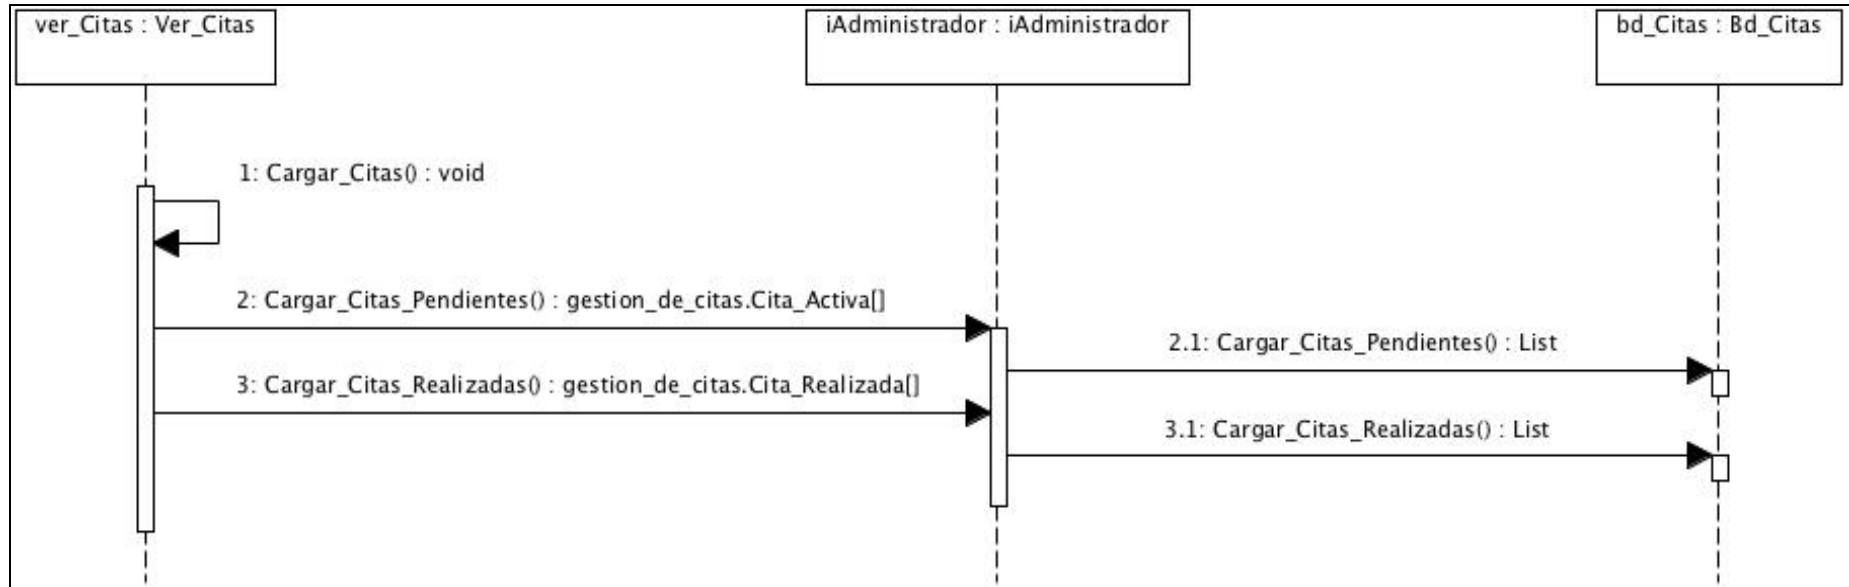 ver_Citas : Ver_Citas
iAdministrador : iAdministrador
bd_Citas : Bd_Citas
1: Cargar_Citas() : void
2: Cargar_Citas_Pendientes() : gestion_de_citas.Cita_Activa[]
2.1: Cargar_Citas_Pendientes() : List
3: Cargar_Citas_Realizadas() : gestion_de_citas.Cita_Realizada[]
3.1: Cargar_Citas_Realizadas() : List